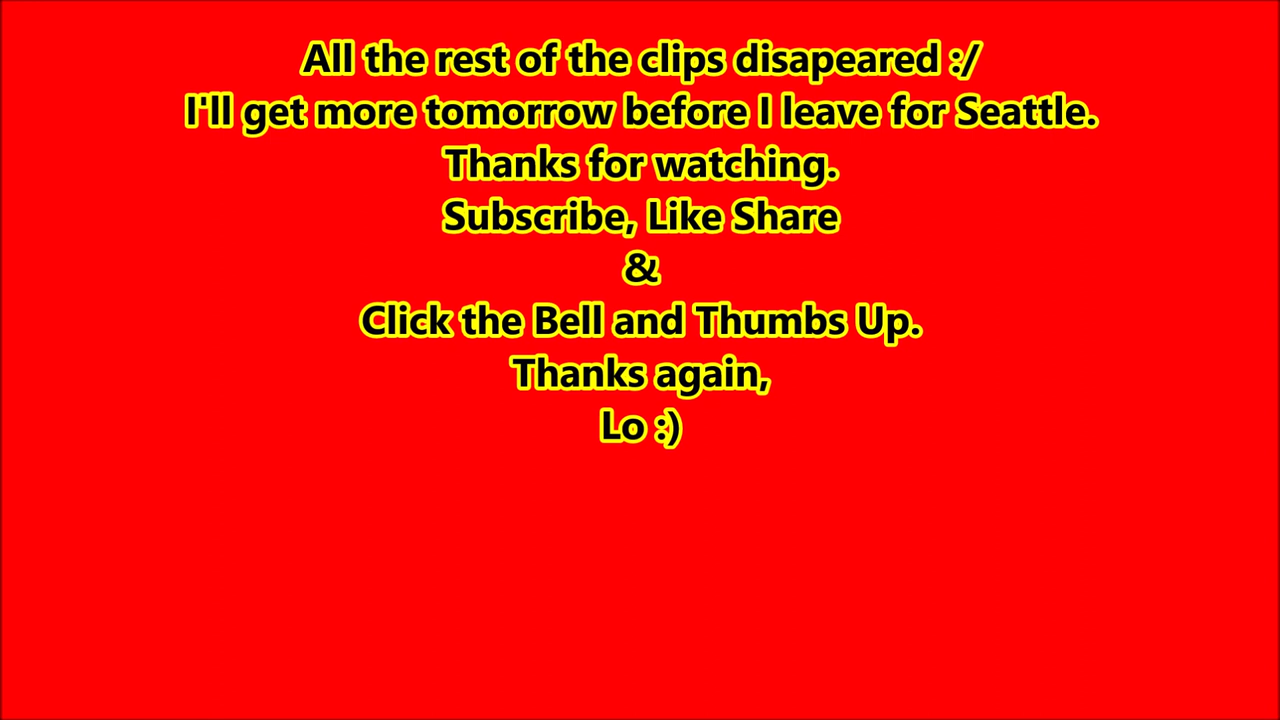 All the rest of the clips disapeared :/
I'll get more tomorrow before I leave for Seattle.
Thanks for watching.
Subscribe, Like Share
&
Click the Bell and Thumbs Up.
Thanks again,
Lo :)